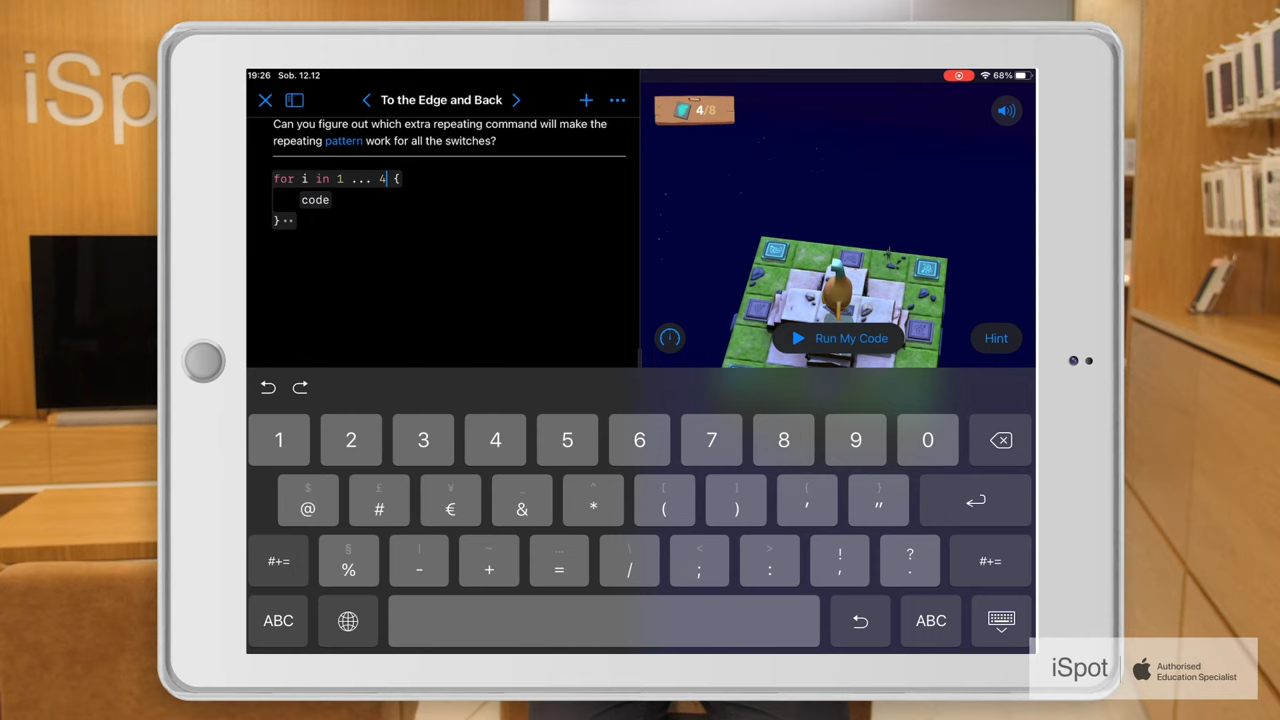 iSp
19:26 Sob. 12.12
68%
To the Edge and Back
Can you figure out which extra repeating command will make the
repeating pattern work for all the switches?
for i in 1 ... 4 {
code
}
4/8
Run My Code
Hint
1 2 3 4 5 6 7 8 9 0
$ £ ¥ _ ^ [ ] { }
@ # € & * ( ) ' "
§ | ~ … \ < > ! ?
#+= % - + = / ; : , . #+=
ABC ABC
iSpot
Authorised
Education Specialist